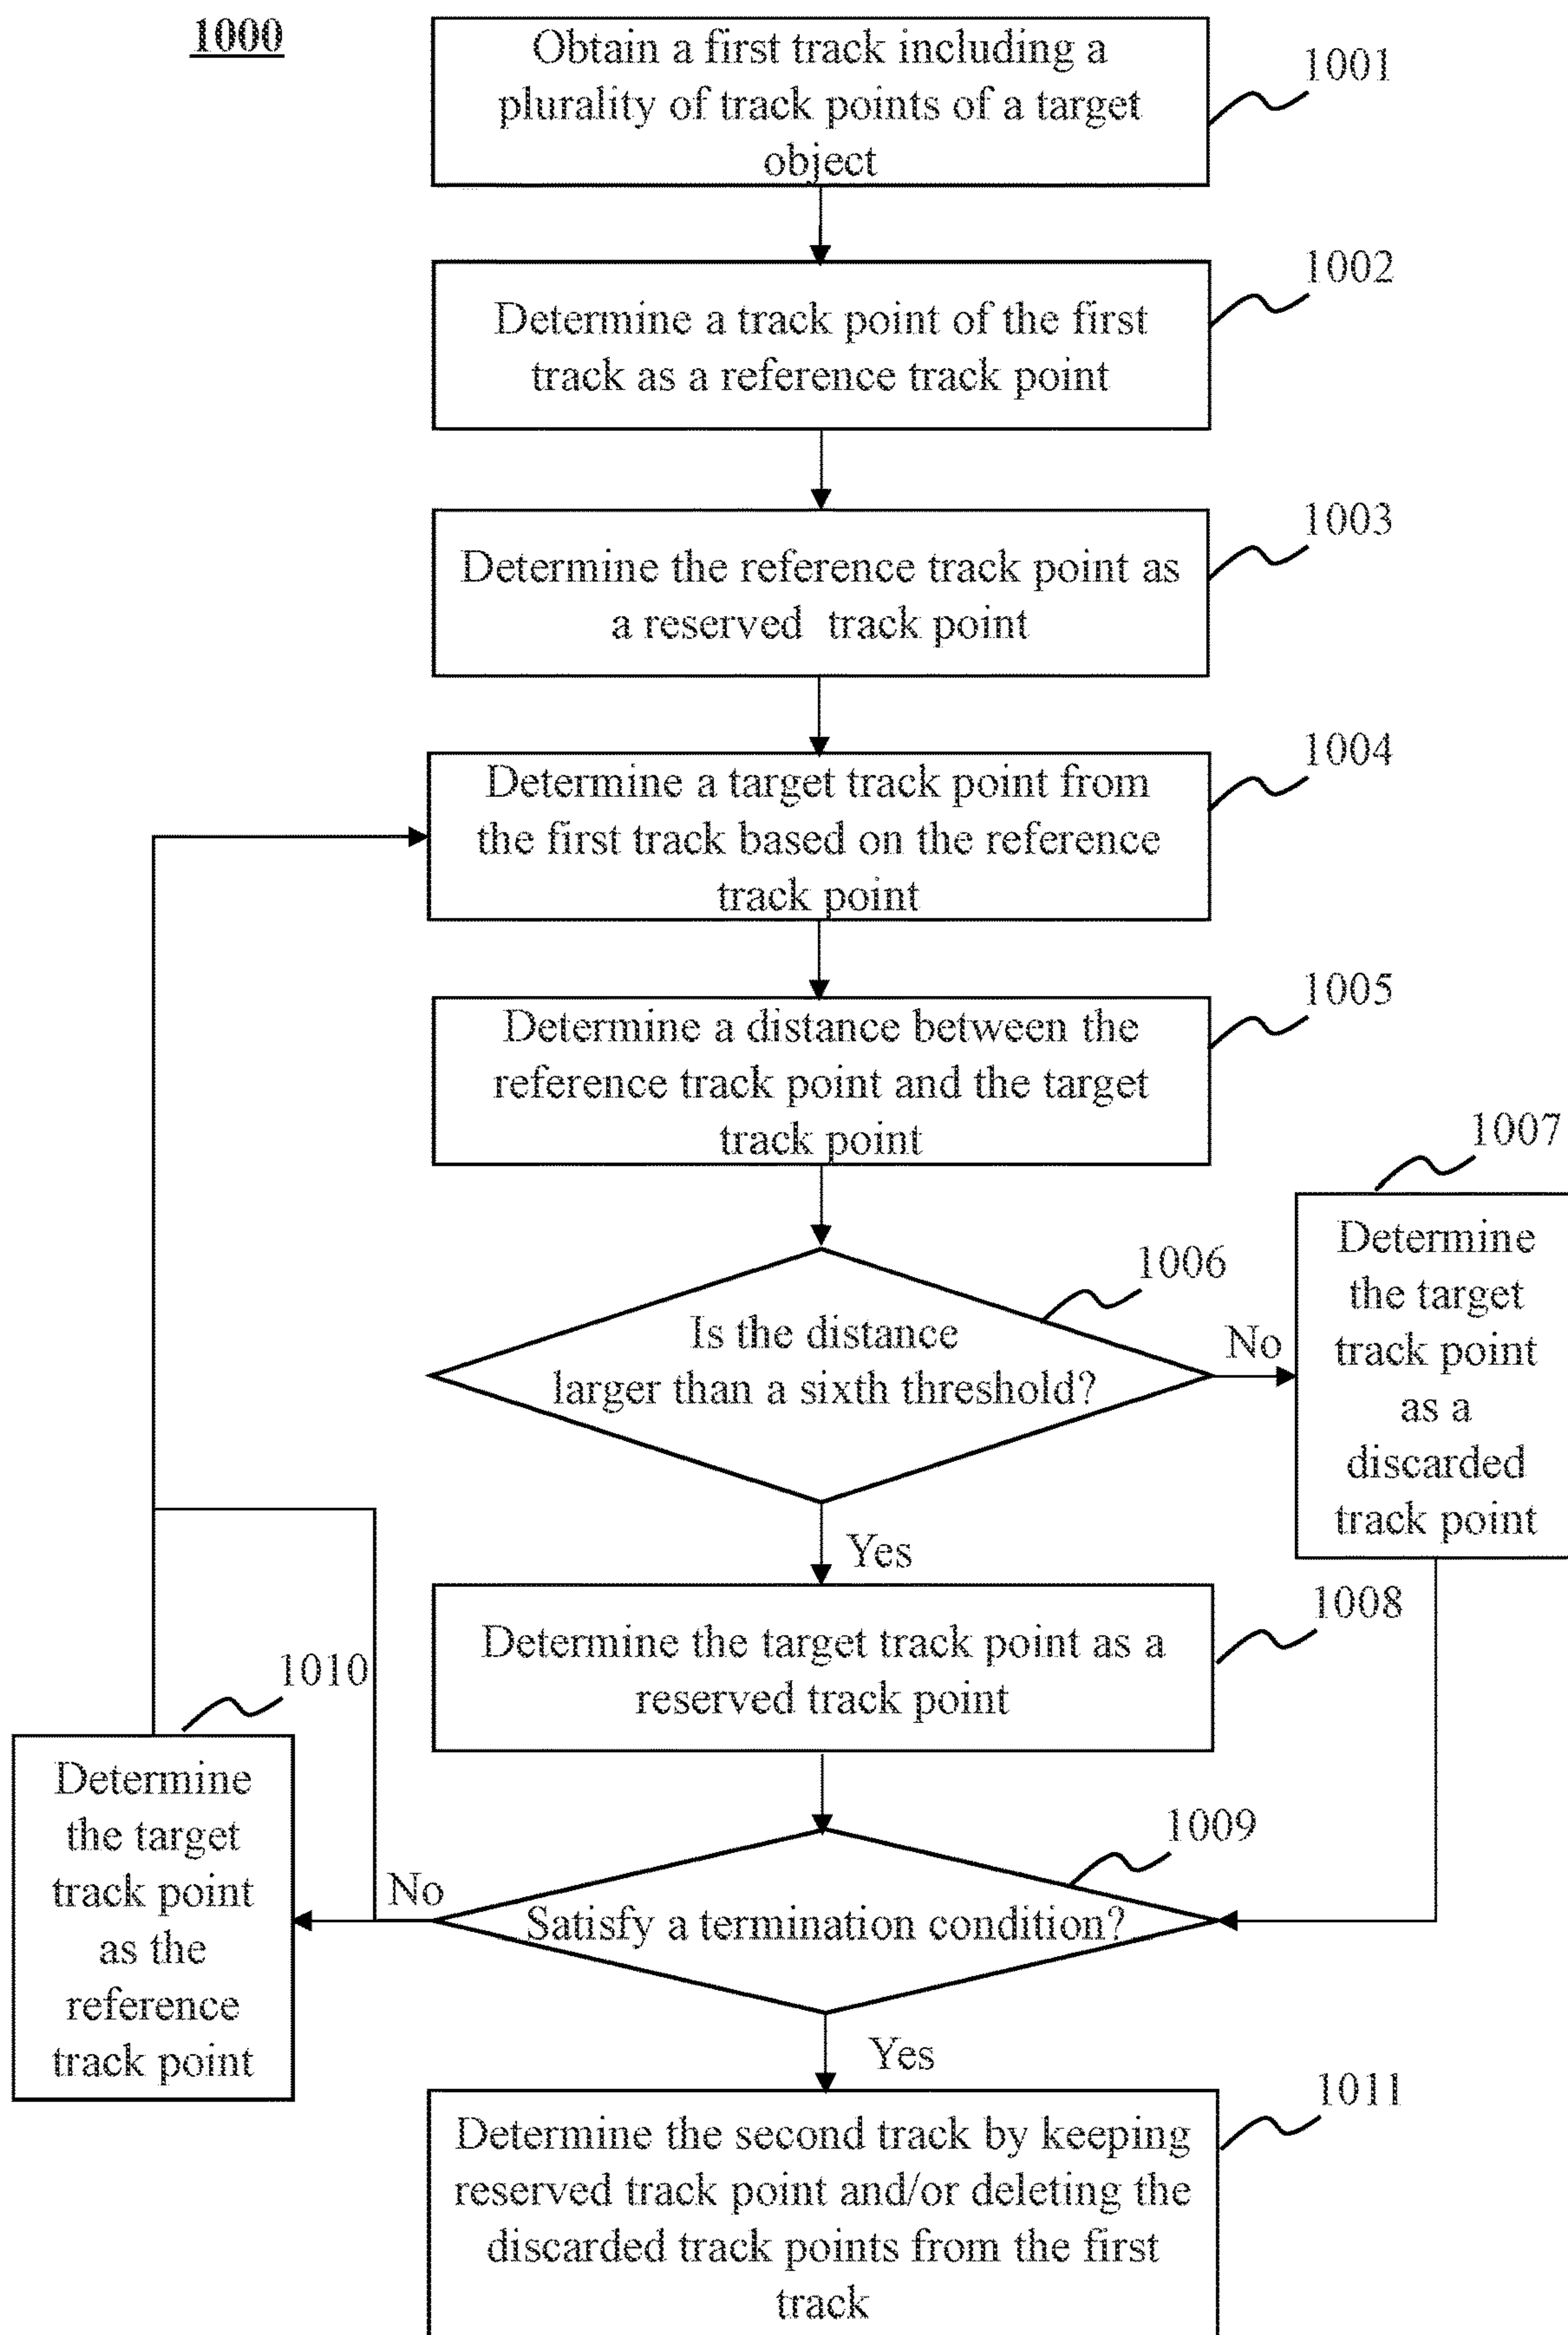 1000
Obtain a first track including a
plurality of track points of a target
object
1001
Determine a track point of the first
track as a reference track point
1002
Determine the reference track point as
a reserved track point
1003
Determine a target track point from
the first track based on the reference
track point
1004
Determine a distance between the
reference track point and the target
track point
1005
Is the distance
larger than a sixth threshold?
1006
No
1007
Determine
the target
track point
as a
discarded
track point
Yes
Determine the target track point as a
reserved track point
1008
Satisfy a termination condition?
1009
No
1010
Determine
the target
track point
as the
reference
track point
Yes
Determine the second track by keeping
reserved track point and/or deleting the
discarded track points from the first
track
1011